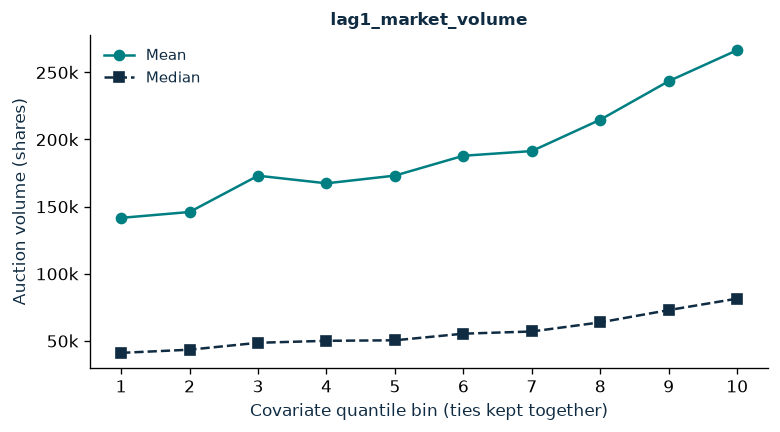 lag1_market_volume
Mean
Median
Auction volume (shares)
250k
200k
150k
100k
50k
1 2 3 4 5 6 7 8 9 10
Covariate quantile bin (ties kept together)